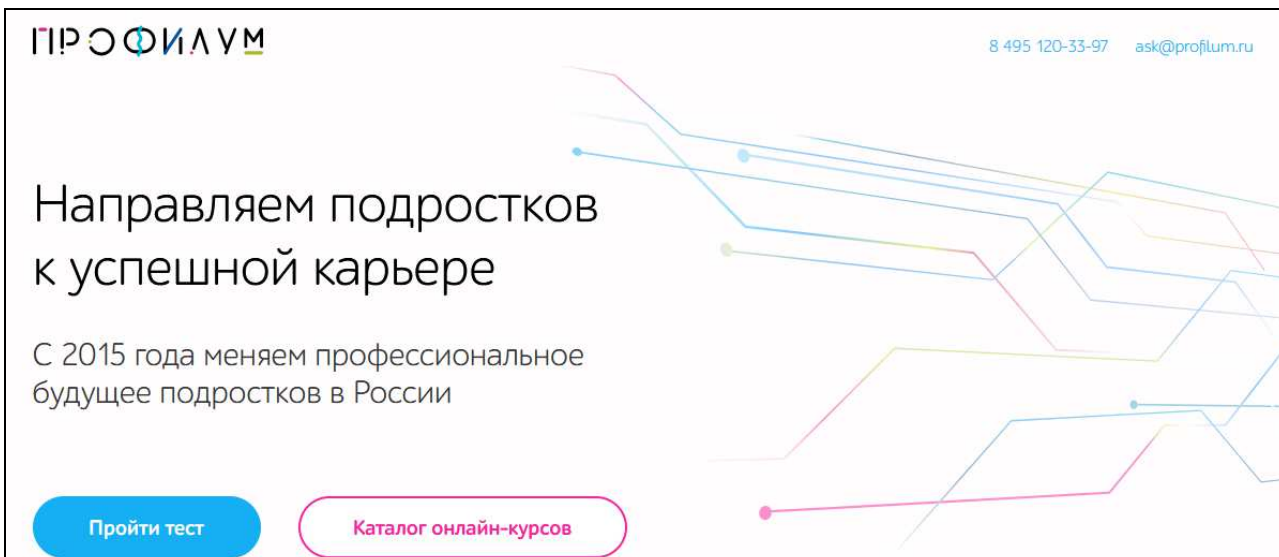 ПРОФИЛУМ
8 495 120-33-97 ask@profilum.ru
Направляем подростков
к успешной карьере
С 2015 года меняем профессиональное
будущее подростков в России
Пройти тест
Каталог онлайн-курсов